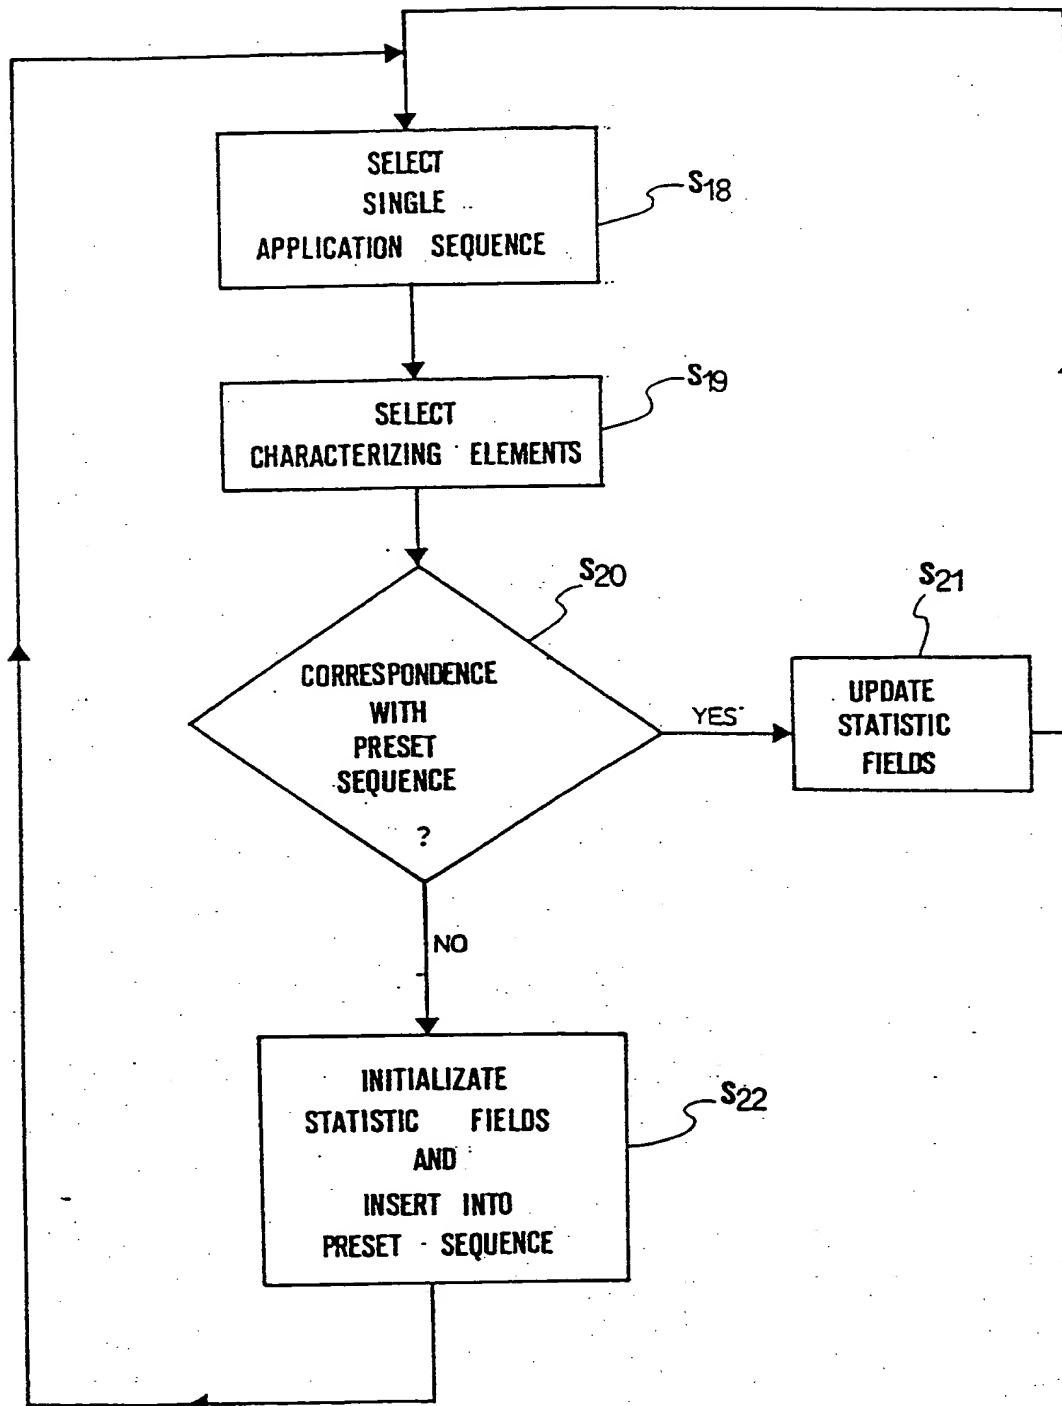 SELECT
SINGLE
APPLICATION SEQUENCE
S18
SELECT
CHARACTERIZING ELEMENTS
S19
CORRESPONDENCE
WITH
PRESET
SEQUENCE
?
S20
YES
UPDATE
STATISTIC
FIELDS
S21
NO
INITIALIZATE
STATISTIC FIELDS
AND
INSERT INTO
PRESET SEQUENCE
S22